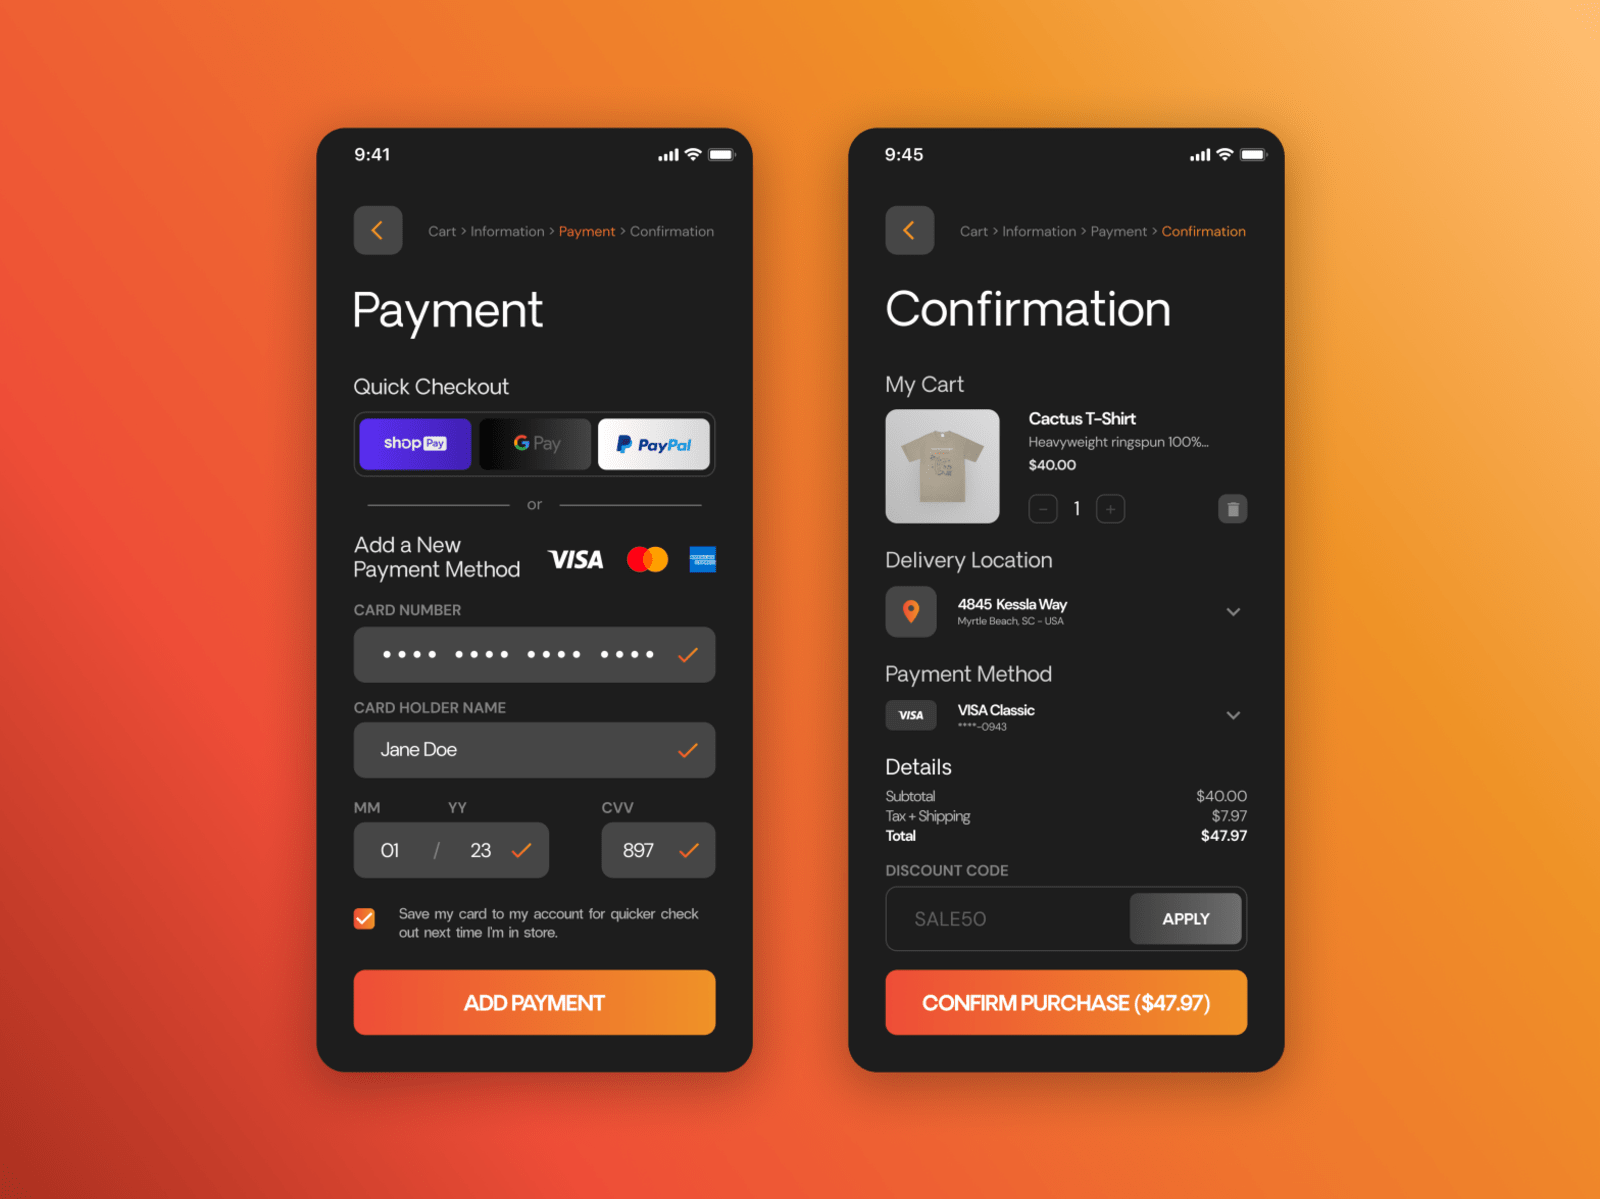 9:41
Cart > Information > Payment > Confirmation
Payment
Quick Checkout
shop Pay
G Pay
PayPal
or
Add a New
Payment Method
VISA
AMERICAN EXPRESS
CARD NUMBER
•••• •••• •••• ••••
CARD HOLDER NAME
Jane Doe
MM YY CVV
01 / 23 897
Save my card to my account for quicker check
out next time I'm in store.
ADD PAYMENT
9:45
Cart > Information > Payment > Confirmation
Confirmation
My Cart
Cactus T-Shirt
Heavyweight ringspun 100%...
$40.00
- 1 +
Delivery Location
4845 Kessla Way
Myrtle Beach, SC - USA
Payment Method
VISA
VISA Classic
****-0943
Details
Subtotal $40.00
Tax + Shipping $7.97
Total $47.97
DISCOUNT CODE
SALE50
APPLY
CONFIRM PURCHASE ($47.97)